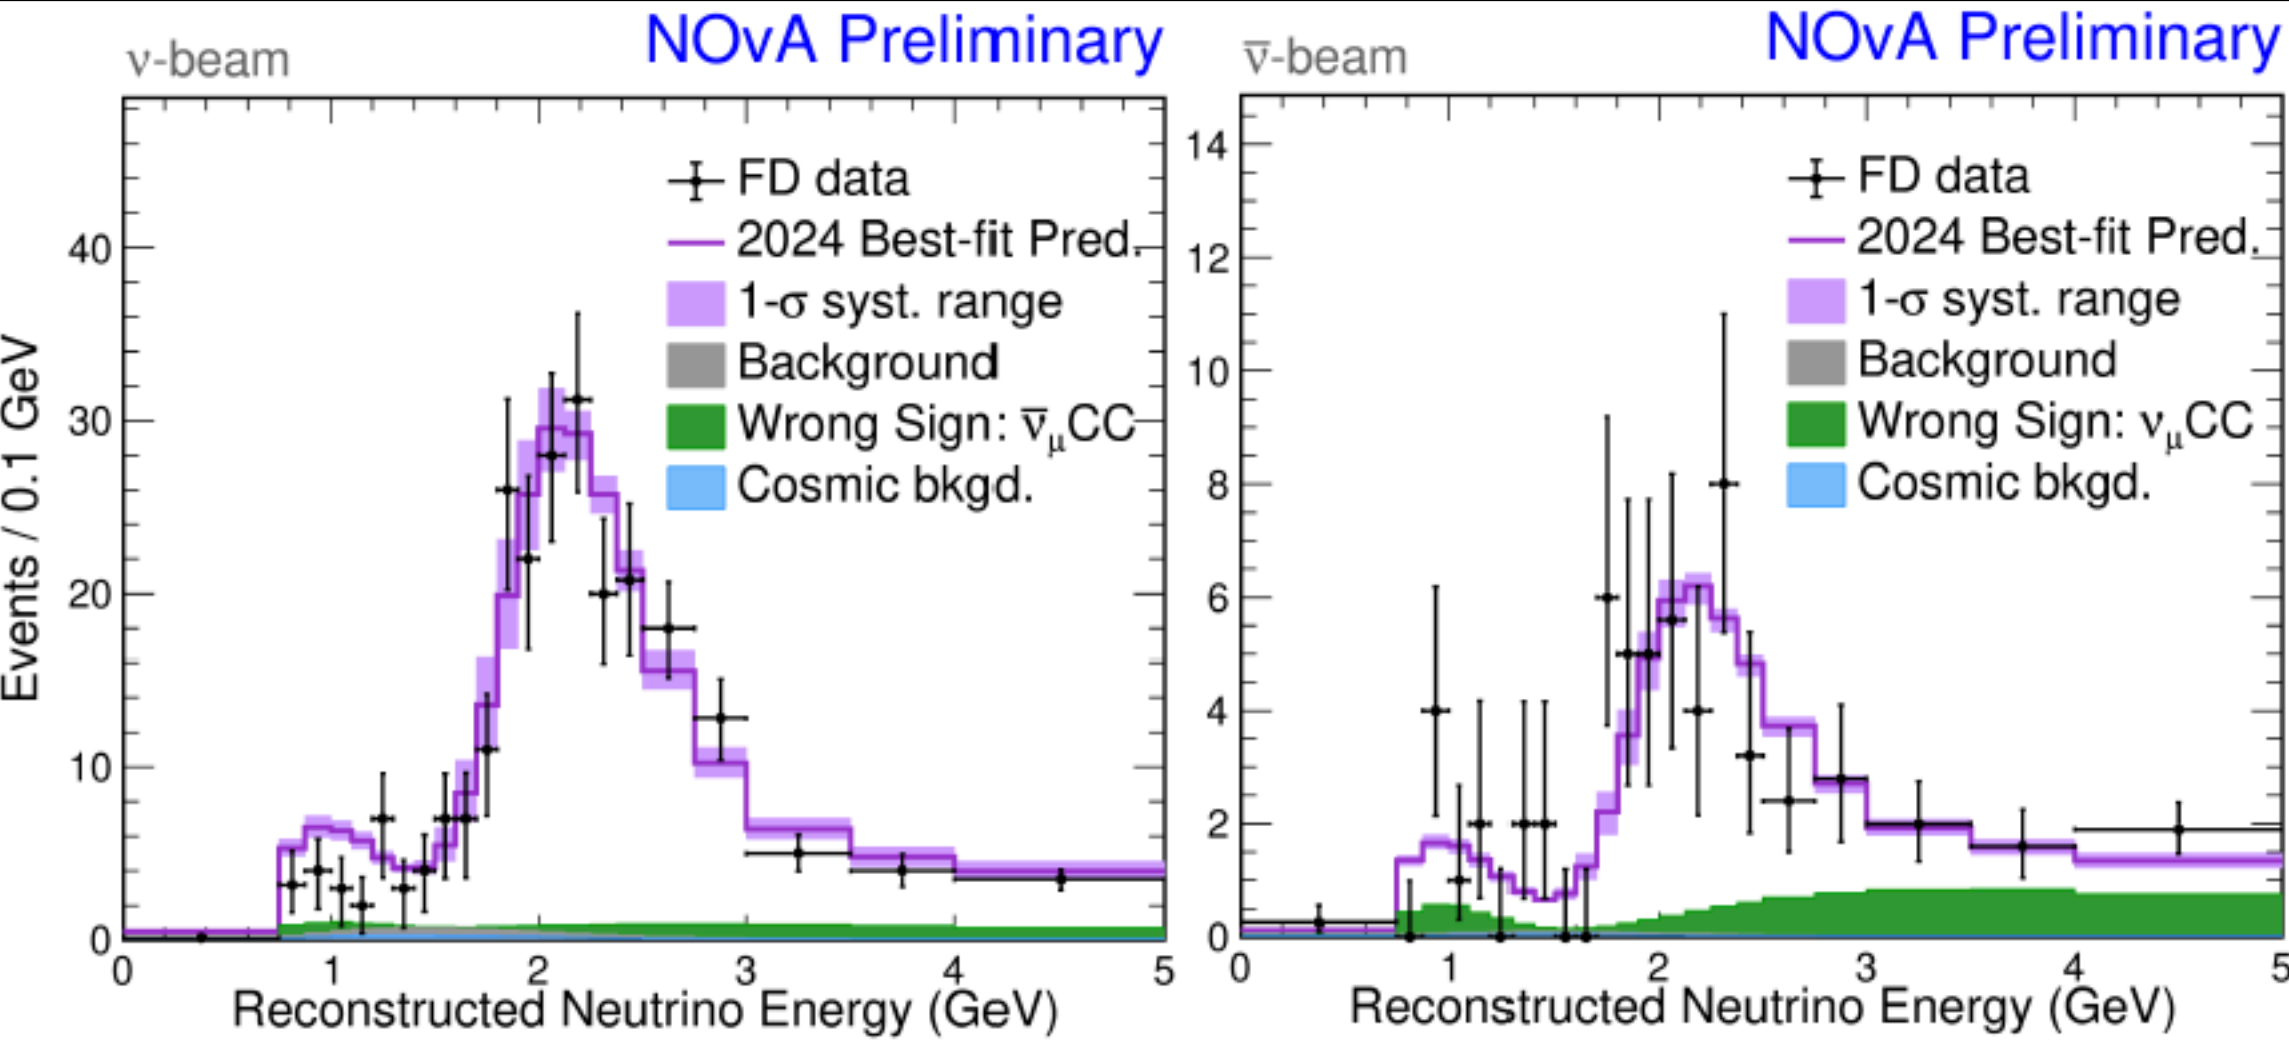 ν-beam
NOvA Preliminary
Events / 0.1 GeV
40
30
20
10
0
FD data
2024 Best-fit Pred.
1-σ syst. range
Background
Wrong Sign: ν̅μCC
Cosmic bkgd.
0 1 2 3 4 5
Reconstructed Neutrino Energy (GeV)
ν̅-beam
NOvA Preliminary
14
12
10
8
6
4
2
0
FD data
2024 Best-fit Pred.
1-σ syst. range
Background
Wrong Sign: νμCC
Cosmic bkgd.
0 1 2 3 4 5
Reconstructed Neutrino Energy (GeV)